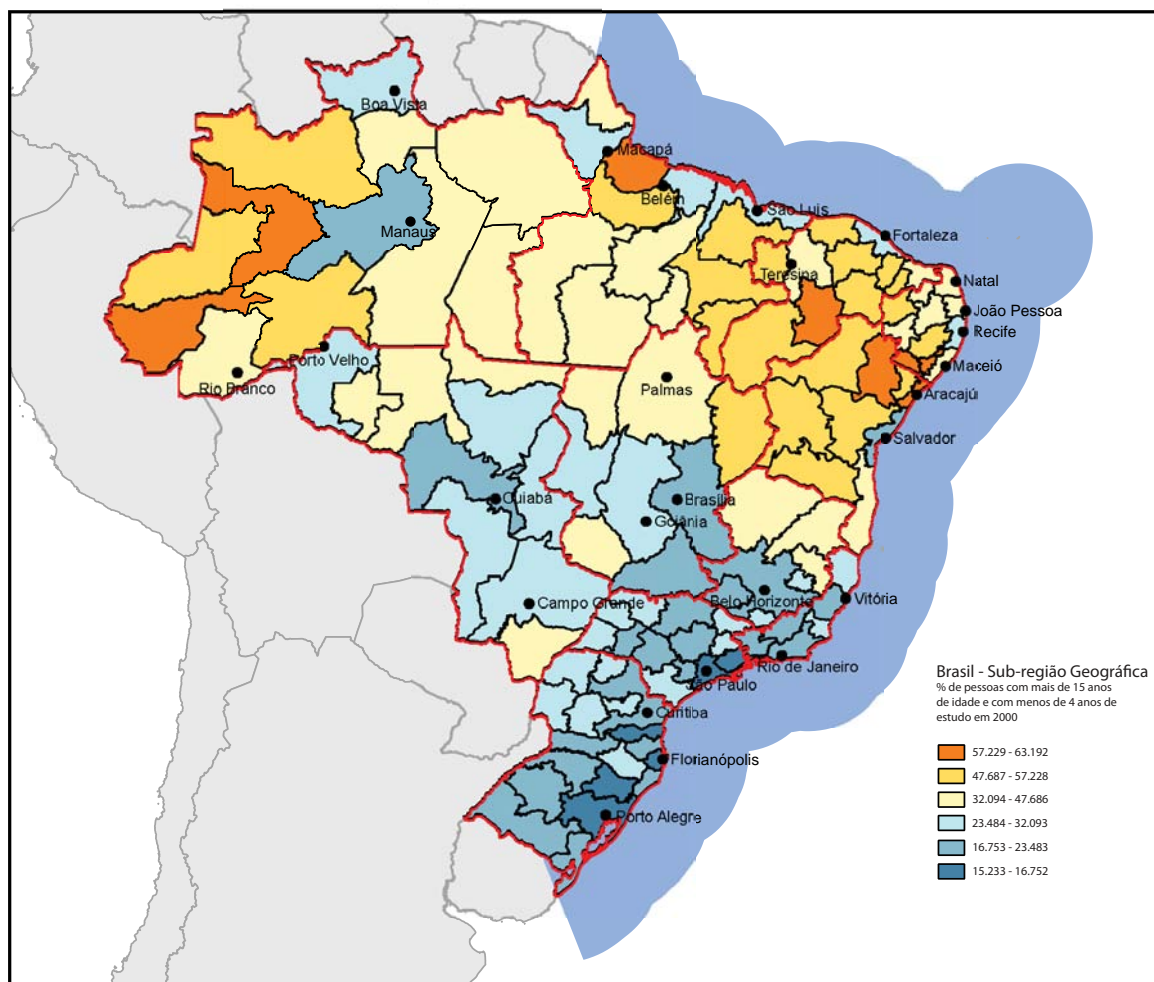 Boa Vista
Macapá
Belém
São Luis
Manaus
Fortaleza
Teresina
Natal
João Pessoa
Recife
Porto Velho
Maceió
Rio Branco
Palmas
Aracajú
Salvador
Cuiabá
Brasília
Goiânia
Campo Grande
Belo Horizonte
Vitória
Rio de Janeiro
São Paulo
Curitiba
Florianópolis
Porto Alegre
Brasil - Sub-região Geográfica
% de pessoas com mais de 15 anos
de idade e com menos de 4 anos de
estudo em 2000
57.229 - 63.192
47.687 - 57.228
32.094 - 47.686
23.484 - 32.093
16.753 - 23.483
15.233 - 16.752